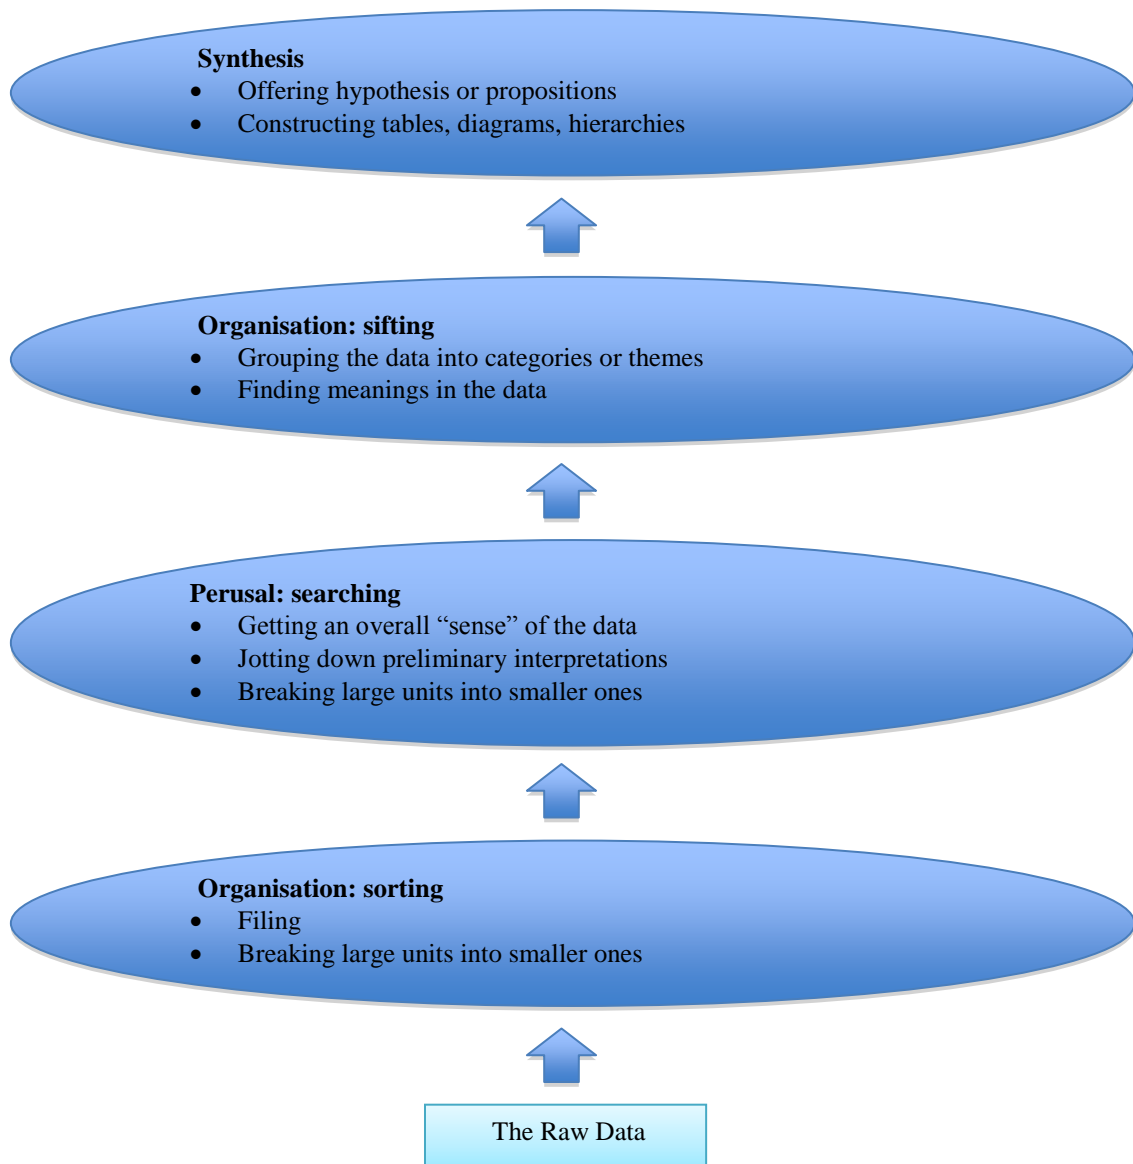 Synthesis
• Offering hypothesis or propositions
• Constructing tables, diagrams, hierarchies
Organisation: sifting
• Grouping the data into categories or themes
• Finding meanings in the data
Perusal: searching
• Getting an overall “sense” of the data
• Jotting down preliminary interpretations
• Breaking large units into smaller ones
Organisation: sorting
• Filing
• Breaking large units into smaller ones
The Raw Data